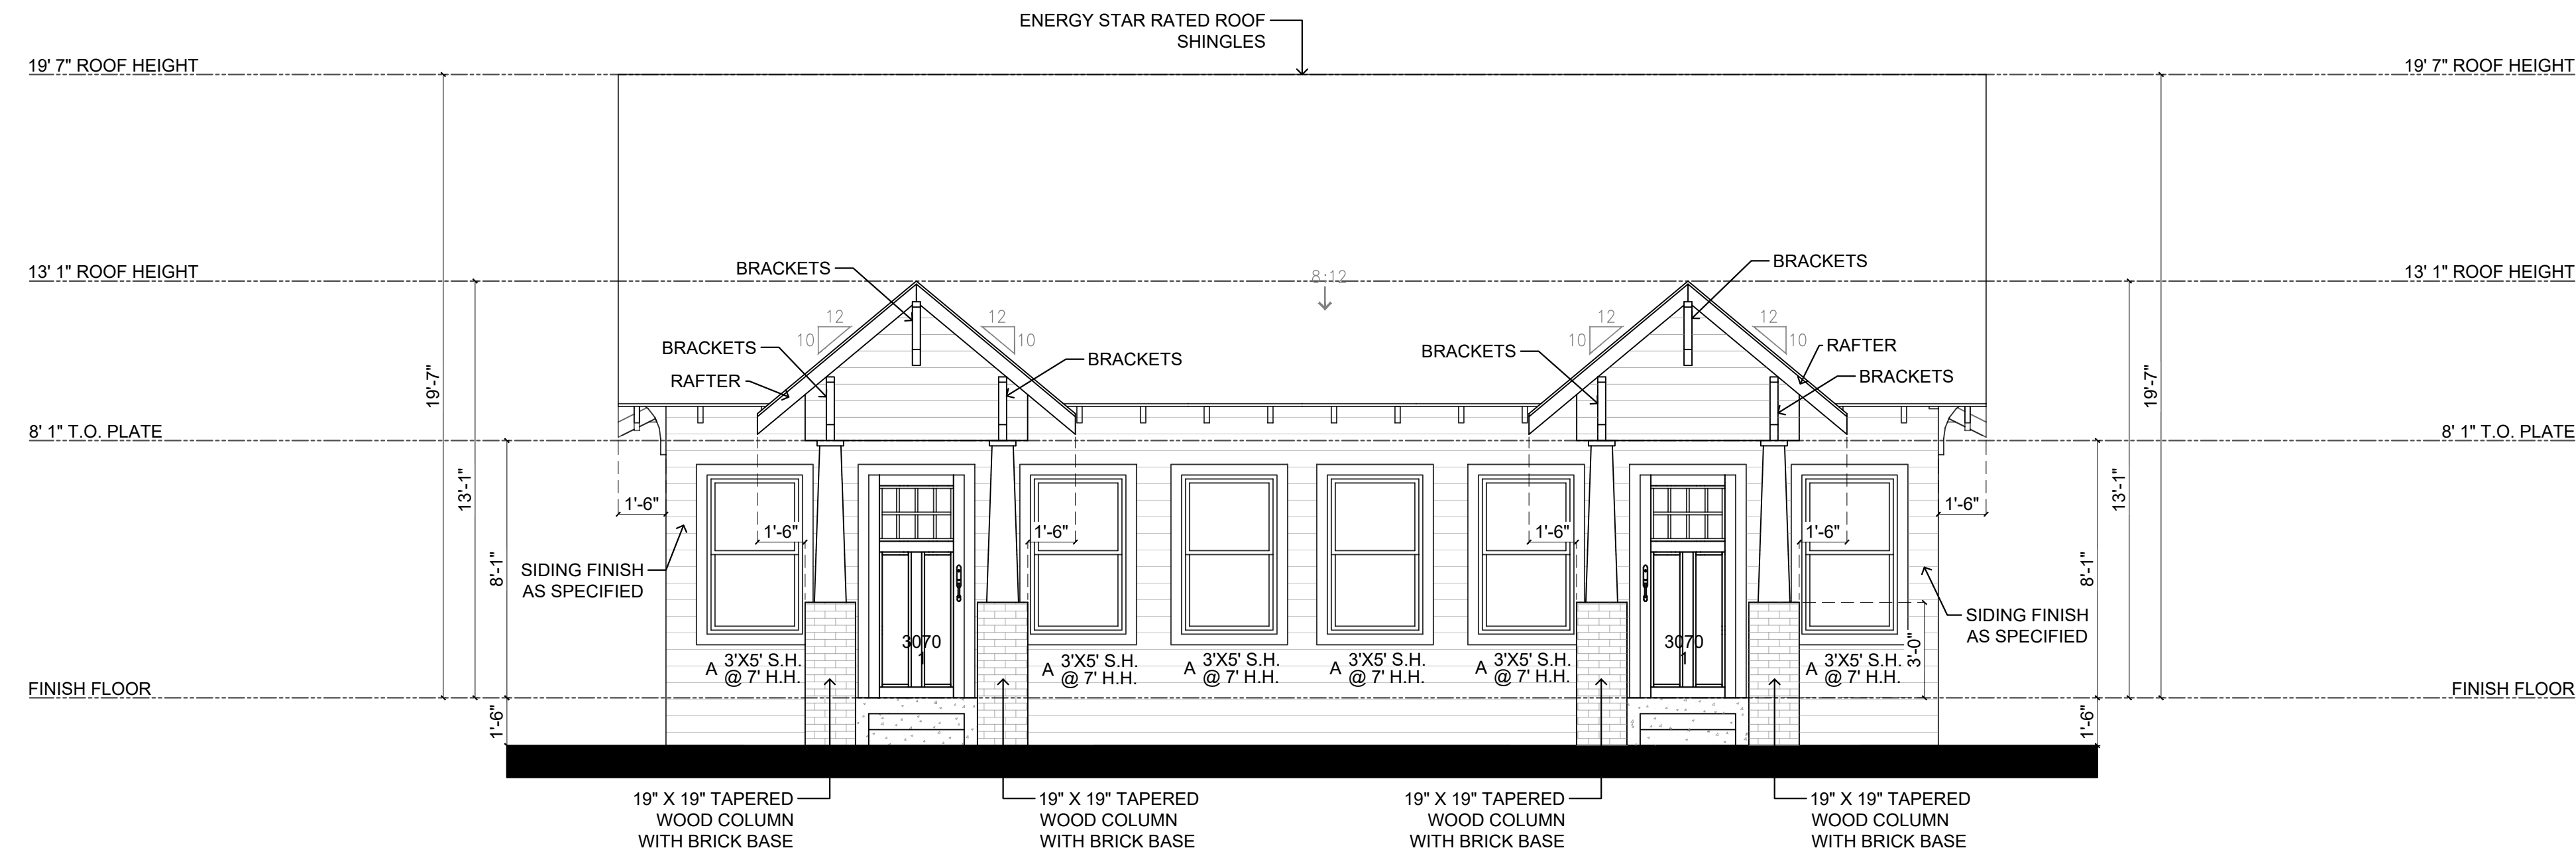 ENERGY STAR RATED ROOF
SHINGLES
19' 7" ROOF HEIGHT
19' 7" ROOF HEIGHT
13' 1" ROOF HEIGHT
BRACKETS
8:12
BRACKETS
13' 1" ROOF HEIGHT
12
12
12
12
10
10
10
10
BRACKETS
BRACKETS
BRACKETS
RAFTER
RAFTER
BRACKETS
19'-7"
19'-7"
8' 1" T.O. PLATE
8' 1" T.O. PLATE
13'-1"
13'-1"
1'-6"
1'-6"
1'-6"
1'-6"
1'-6"
1'-6"
8'-1"
8'-1"
SIDING FINISH
AS SPECIFIED
SIDING FINISH
AS SPECIFIED
3070
1
3070
1
3'-0"
A 3'X5' S.H.
@ 7' H.H.
A 3'X5' S.H.
@ 7' H.H.
A 3'X5' S.H.
@ 7' H.H.
A 3'X5' S.H.
@ 7' H.H.
A 3'X5' S.H.
@ 7' H.H.
A 3'X5' S.H.
@ 7' H.H.
FINISH FLOOR
FINISH FLOOR
1'-6"
1'-6"
19" X 19" TAPERED
WOOD COLUMN
WITH BRICK BASE
19" X 19" TAPERED
WOOD COLUMN
WITH BRICK BASE
19" X 19" TAPERED
WOOD COLUMN
WITH BRICK BASE
19" X 19" TAPERED
WOOD COLUMN
WITH BRICK BASE